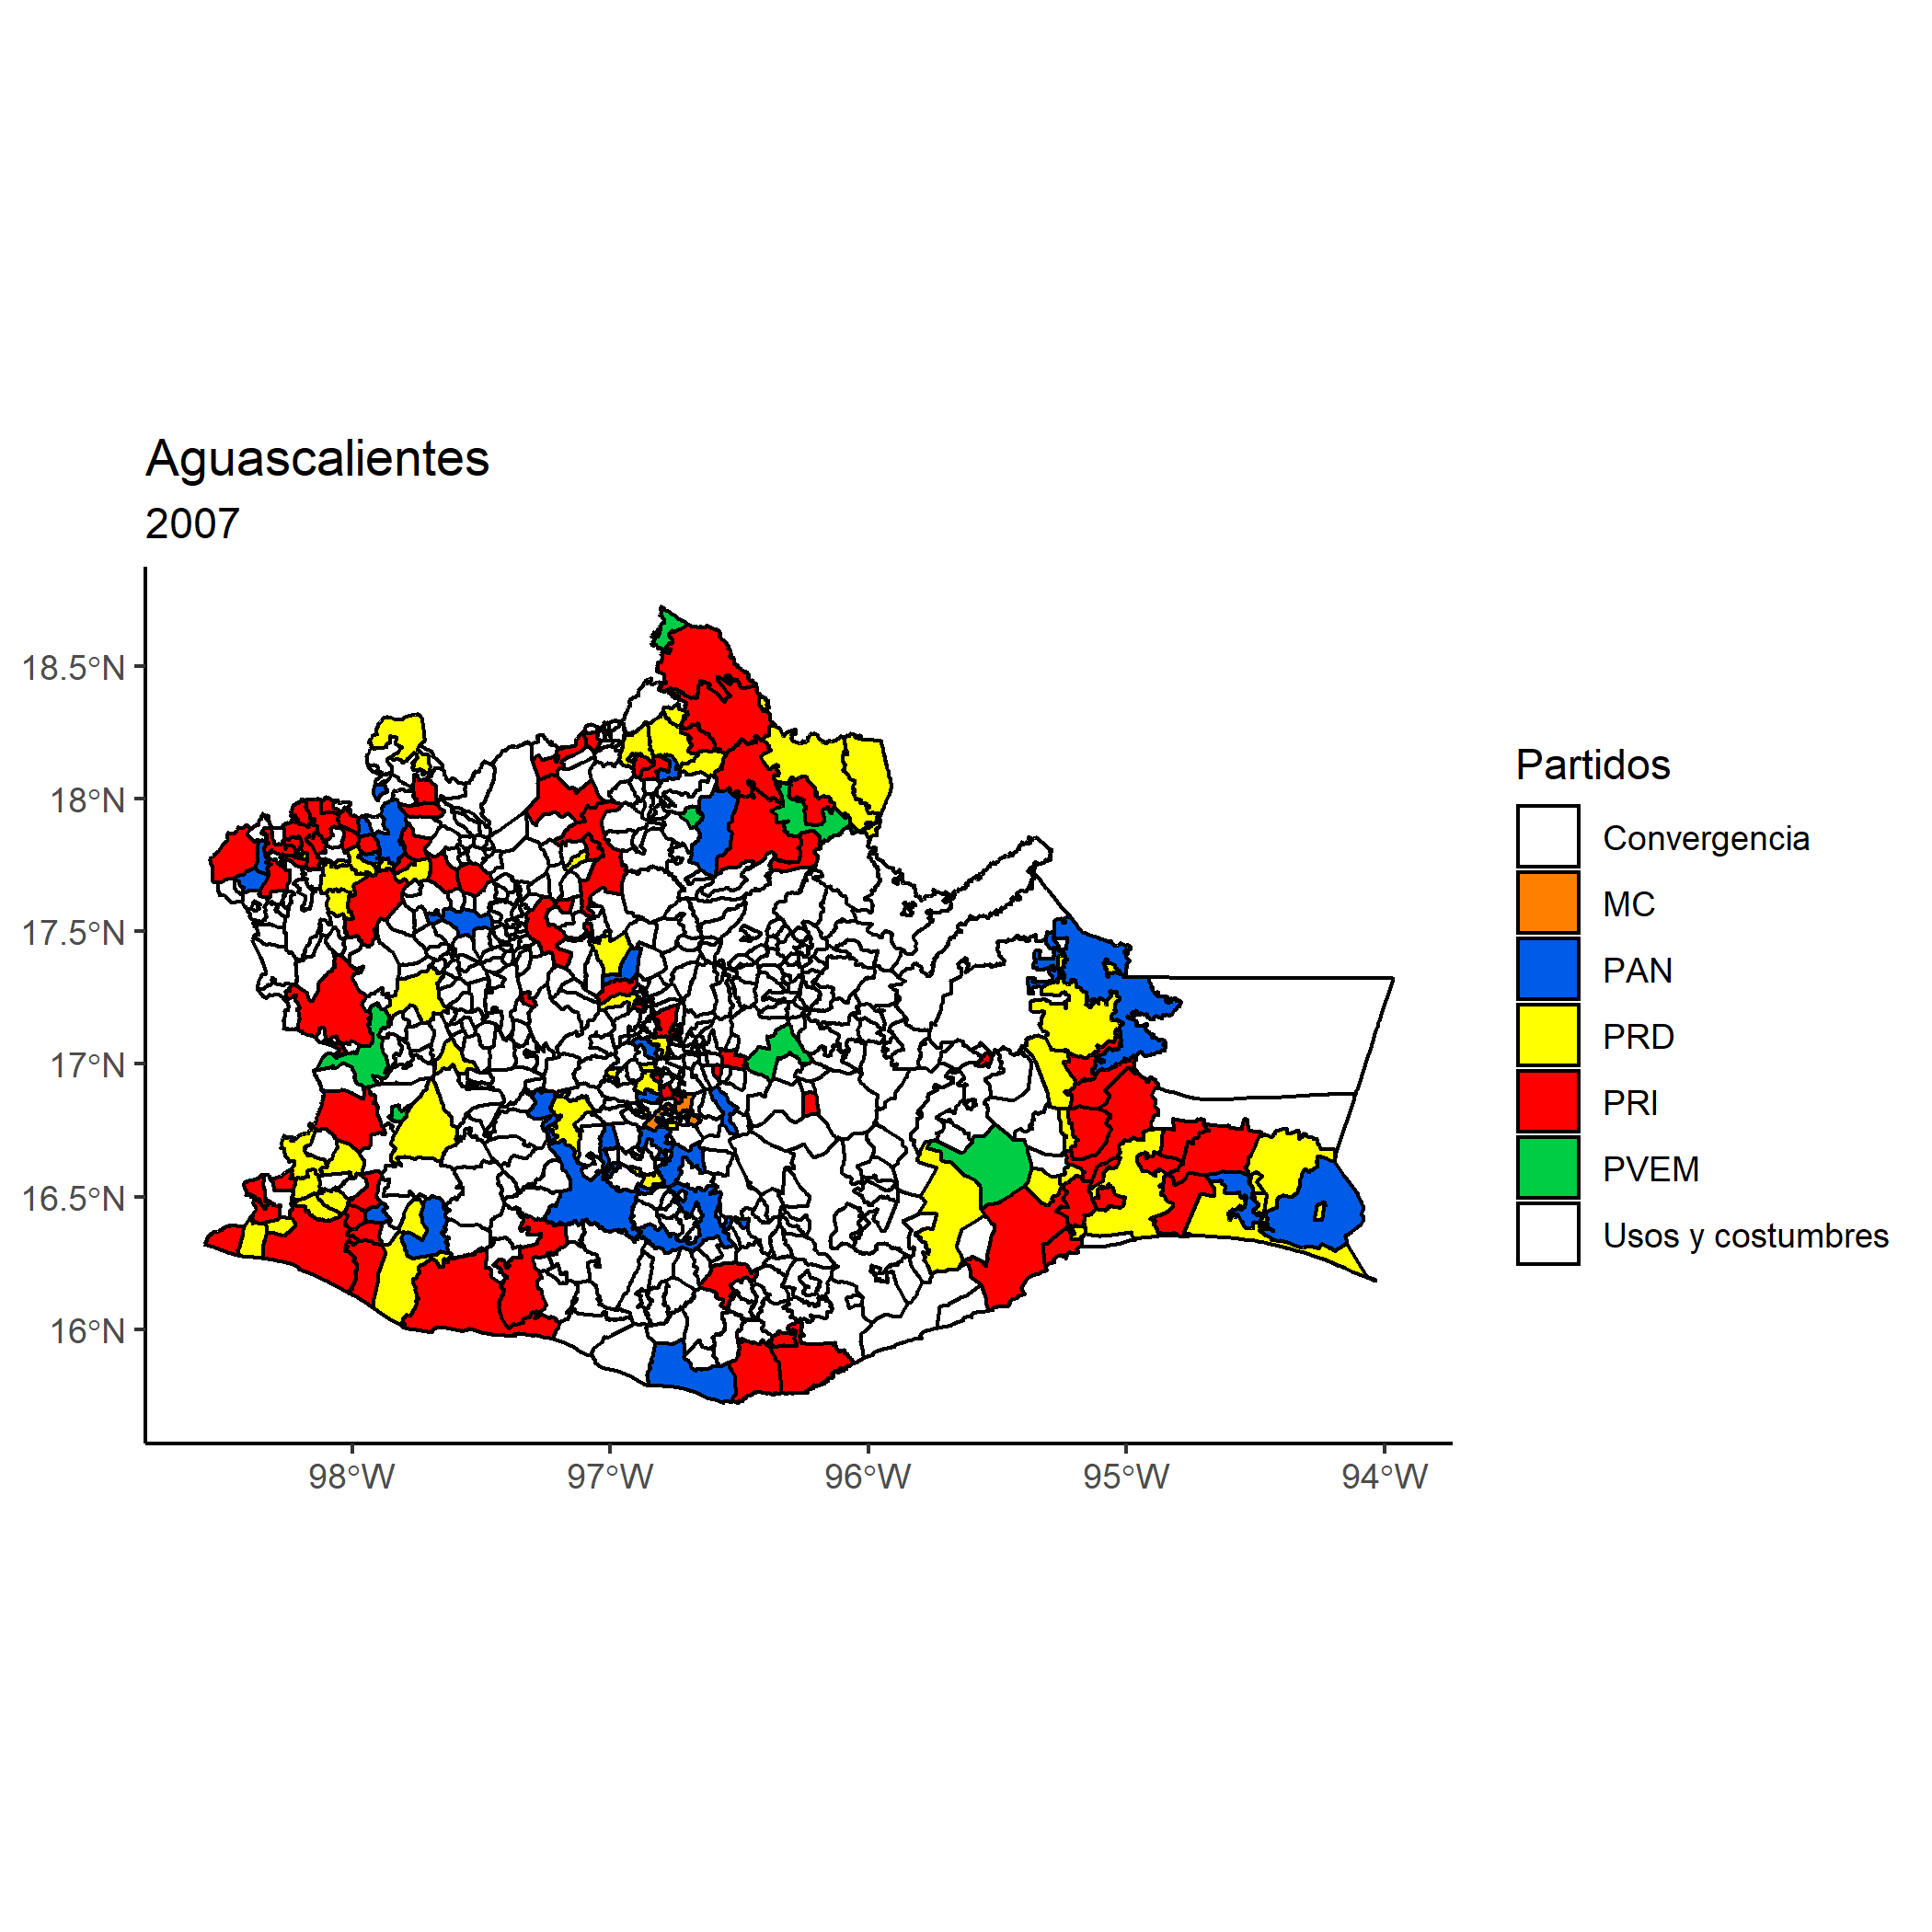 Aguascalientes
2007
18.5°N
18°N
17.5°N
17°N
16.5°N
16°N
98°W
97°W
96°W
95°W
94°W
Partidos
Convergencia
MC
PAN
PRD
PRI
PVEM
Usos y costumbres